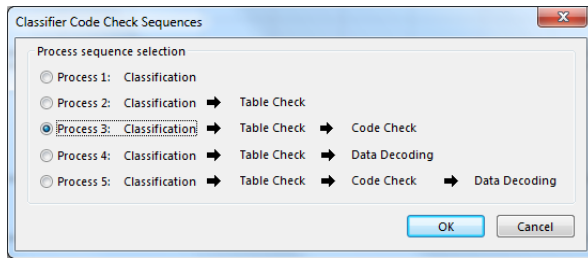 Classifier Code Check Sequences
Process sequence selection
Process 1: Classification
Process 2: Classification ➡ Table Check
Process 3: Classification ➡ Table Check ➡ Code Check
Process 4: Classification ➡ Table Check ➡ Data Decoding
Process 5: Classification ➡ Table Check ➡ Code Check ➡ Data Decoding
OK Cancel